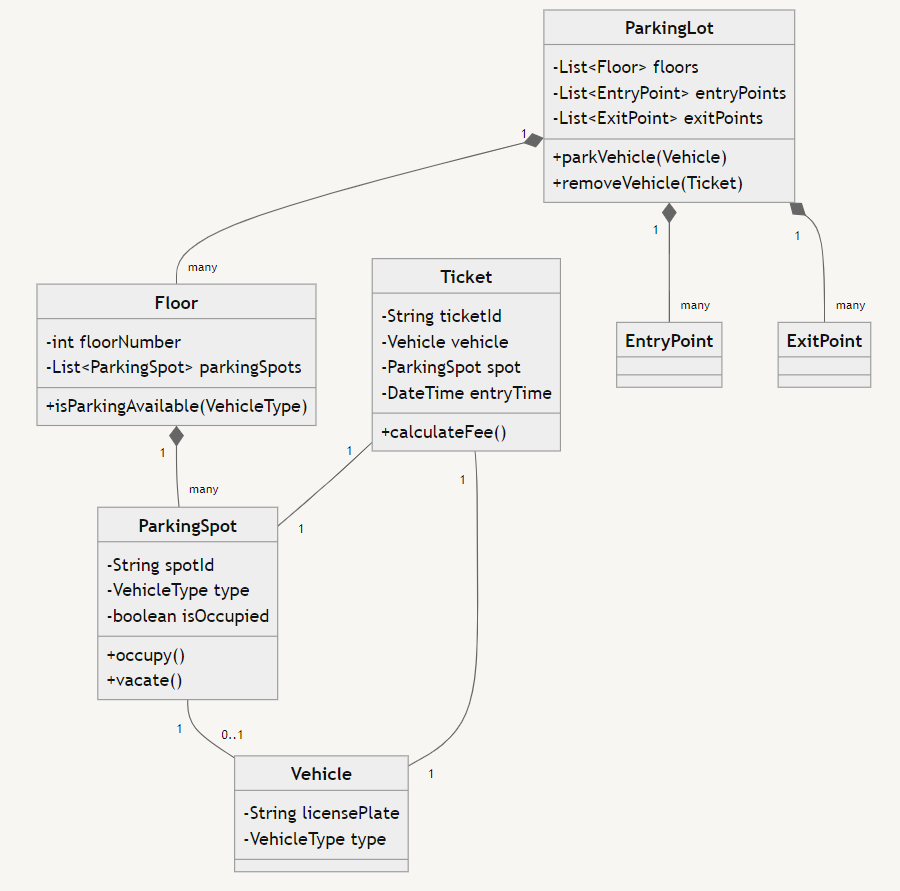 ParkingLot
-List<Floor> floors
-List<EntryPoint> entryPoints
-List<ExitPoint> exitPoints
+parkVehicle(Vehicle)
+removeVehicle(Ticket)
1
1
1
many
many
many
Floor
-int floorNumber
-List<ParkingSpot> parkingSpots
+isParkingAvailable(VehicleType)
Ticket
-String ticketId
-Vehicle vehicle
-ParkingSpot spot
-DateTime entryTime
+calculateFee()
EntryPoint
ExitPoint
1
many
1
1
1
ParkingSpot
-String spotId
-VehicleType type
-boolean isOccupied
+occupy()
+vacate()
1
0..1
1
Vehicle
-String licensePlate
-VehicleType type